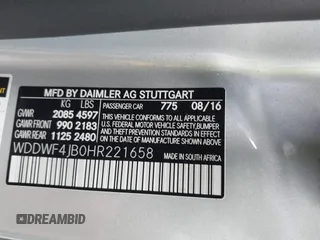 MFG BY DAIMLER AG STUTTGART
KG LBS
GVWR 2085 4597
GAWR FRONT 990 2183
GAWR REAR 1125 2480
PASSENGER CAR 775 08/16
THIS VEHICLE CONFORMS TO ALL APPLICABLE
U.S. FEDERAL MOTOR VEHICLE SAFETY, BUMPER,
AND THEFT PREVENTION STANDARDS IN EFFECT
ON THE DATE OF MANUFACTURE SHOWN ABOVE.
WDDWF4JB0HR221658
MADE IN SOUTH AFRICA
DREAMBID